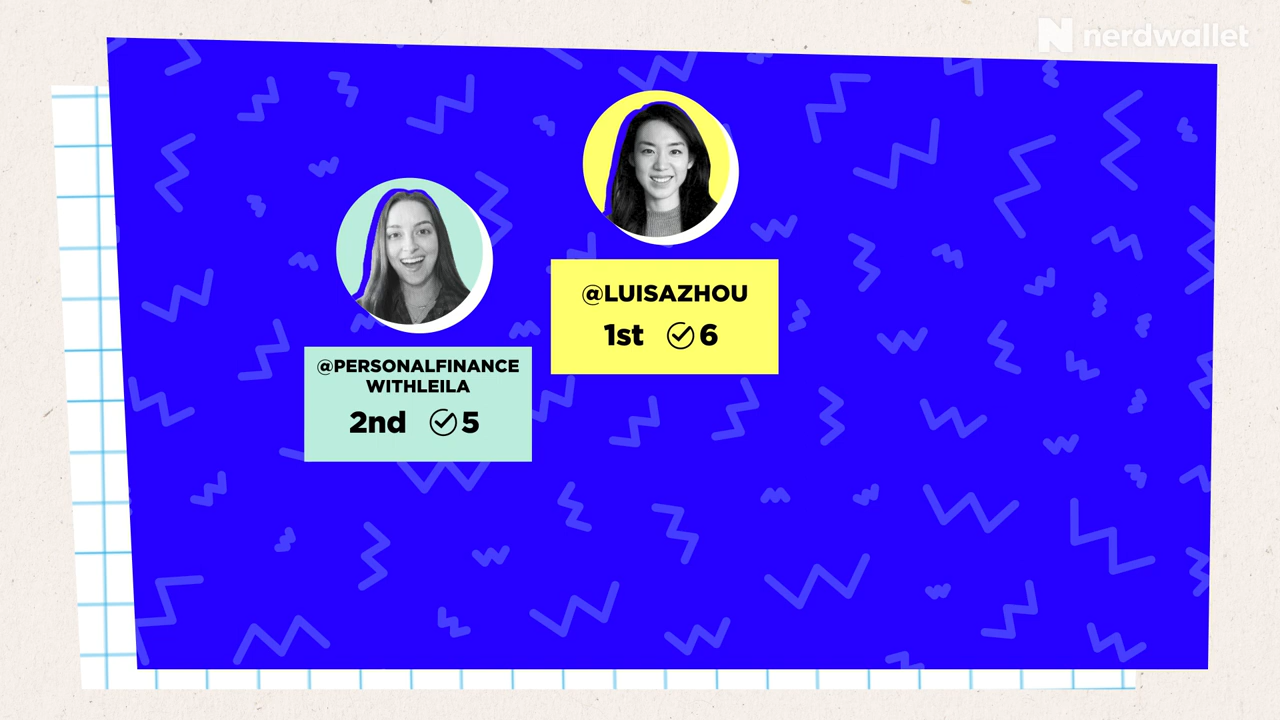 nerdwallet
@LUISAZHOU
1st 6
@PERSONALFINANCE
WITHLEILA
2nd 5